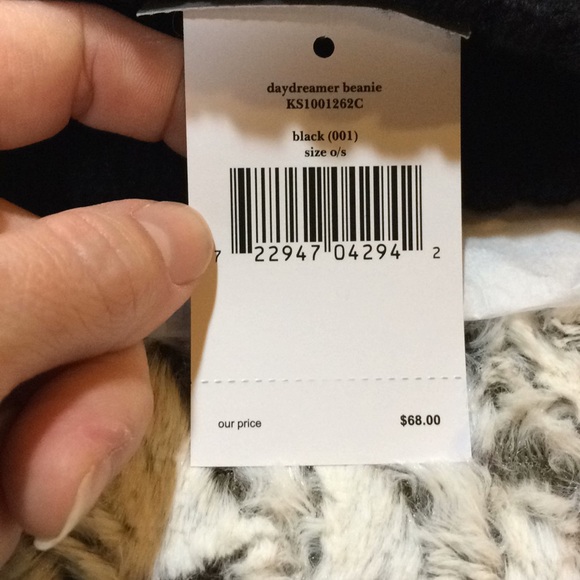 daydreamer beanie
KS1001262C
black (001)
size o/s
7 22947 04294 2
our price $68.00